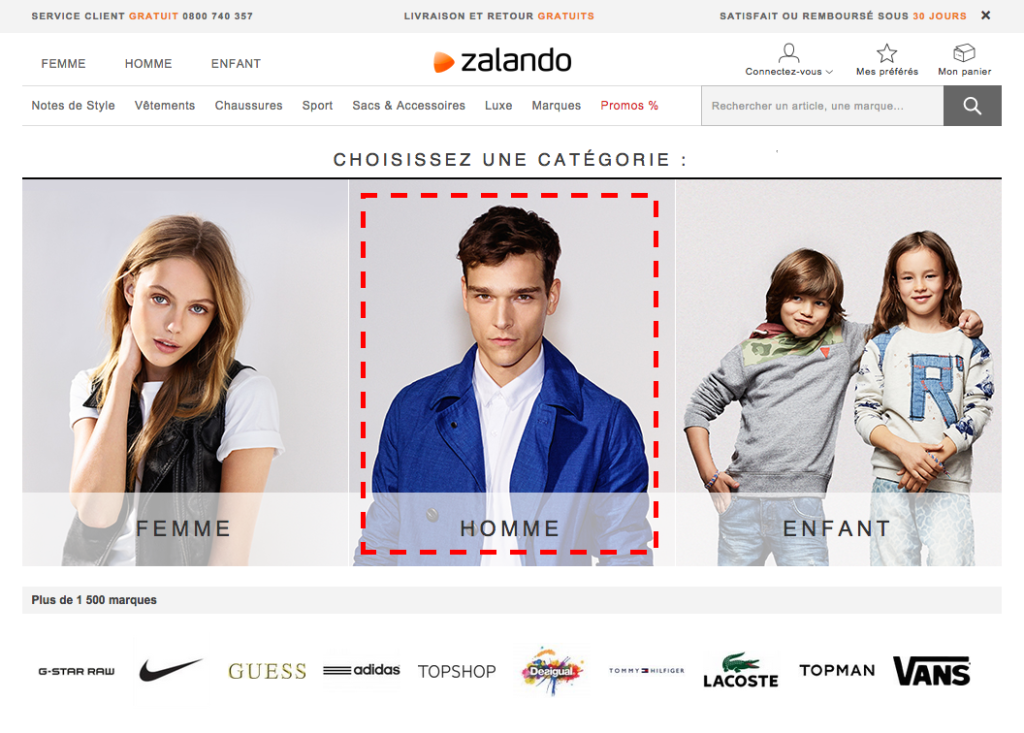 SERVICE CLIENT GRATUIT 0800 740 357
LIVRAISON ET RETOUR GRATUITS
SATISFAIT OU REMBOURSÉ SOUS 30 JOURS
FEMME
HOMME
ENFANT
zalando
Connectez-vous
Mes préférés
Mon panier
Notes de Style
Vêtements
Chaussures
Sport
Sacs & Accessoires
Luxe
Marques
Promos %
Rechercher un article, une marque...
CHOISISSEZ UNE CATÉGORIE :
R
FEMME
HOMME
ENFANT
Plus de 1 500 marques
G-STAR RAW
GUESS
adidas
TOPSHOP
Desigual
TOMMY HILFIGER
LACOSTE
TOPMAN
VANS